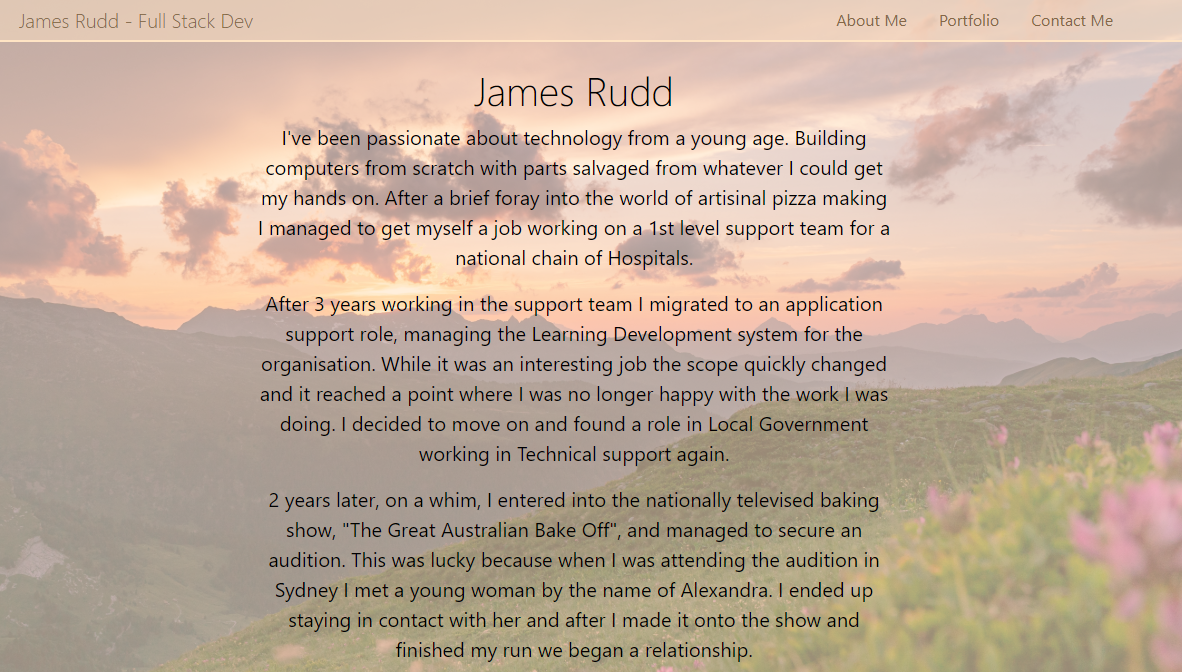 James Rudd - Full Stack Dev
About Me
Portfolio
Contact Me
James Rudd
I've been passionate about technology from a young age. Building
computers from scratch with parts salvaged from whatever I could get
my hands on. After a brief foray into the world of artisinal pizza making
I managed to get myself a job working on a 1st level support team for a
national chain of Hospitals.
After 3 years working in the support team I migrated to an application
support role, managing the Learning Development system for the
organisation. While it was an interesting job the scope quickly changed
and it reached a point where I was no longer happy with the work I was
doing. I decided to move on and found a role in Local Government
working in Technical support again.
2 years later, on a whim, I entered into the nationally televised baking
show, "The Great Australian Bake Off", and managed to secure an
audition. This was lucky because when I was attending the audition in
Sydney I met a young woman by the name of Alexandra. I ended up
staying in contact with her and after I made it onto the show and
finished my run we began a relationship.